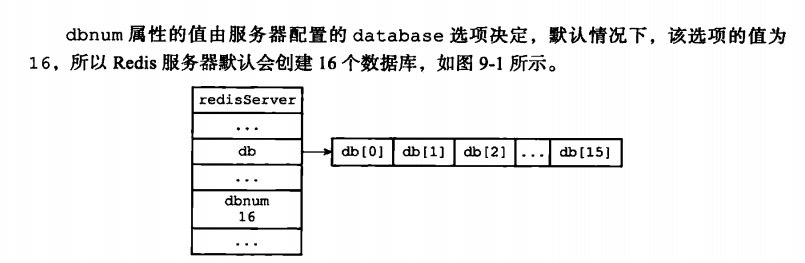 dbnum 属性的值由服务器配置的 database 选项决定，默认情况下，该选项的值为
16，所以 Redis 服务器默认会创建 16 个数据库，如图 9-1 所示。
redisServer
...
db
db[0] db[1] db[2] ... db[15]
...
dbnum
16
...